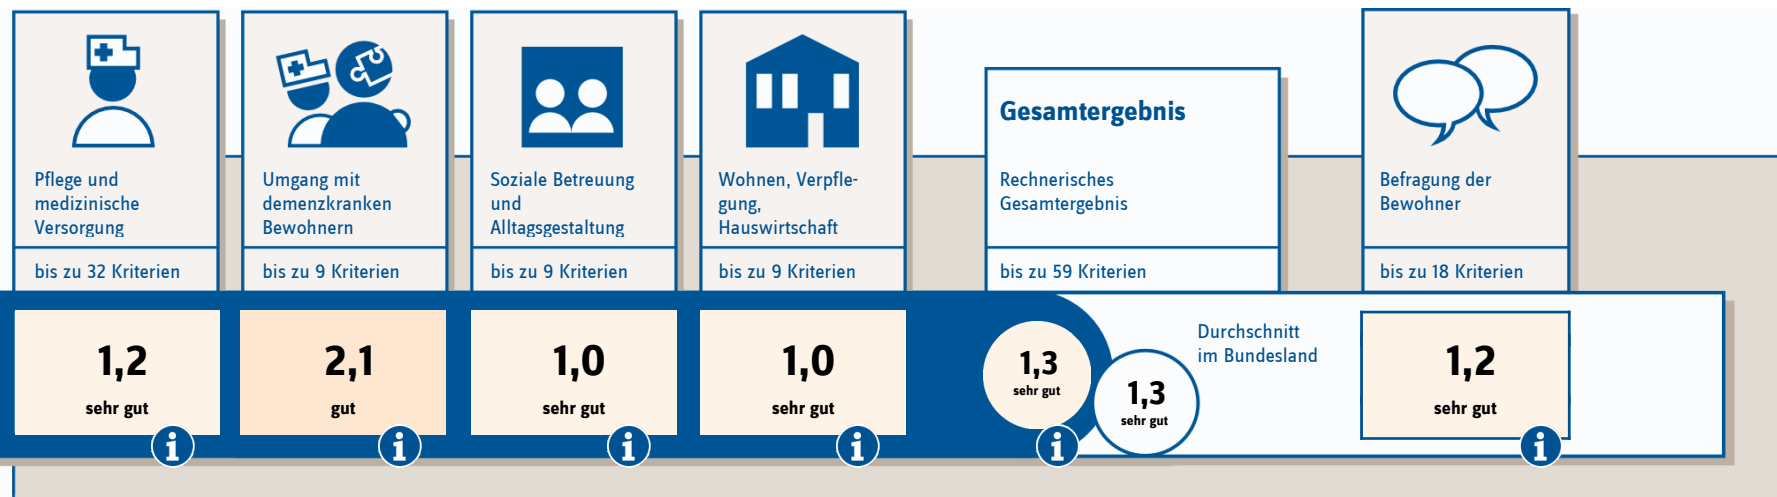 Pflege und
medizinische
Versorgung
bis zu 32 Kriterien
1,2
sehr gut
Umgang mit
demenzkranken
Bewohnern
bis zu 9 Kriterien
2,1
gut
Soziale Betreuung
und
Alltagsgestaltung
bis zu 9 Kriterien
1,0
sehr gut
Wohnen, Verpfle-
gung,
Hauswirtschaft
bis zu 9 Kriterien
1,0
sehr gut
Gesamtergebnis
Rechnerisches
Gesamtergebnis
bis zu 59 Kriterien
1,3
sehr gut
1,3
sehr gut
Durchschnitt
im Bundesland
Befragung der
Bewohner
bis zu 18 Kriterien
1,2
sehr gut